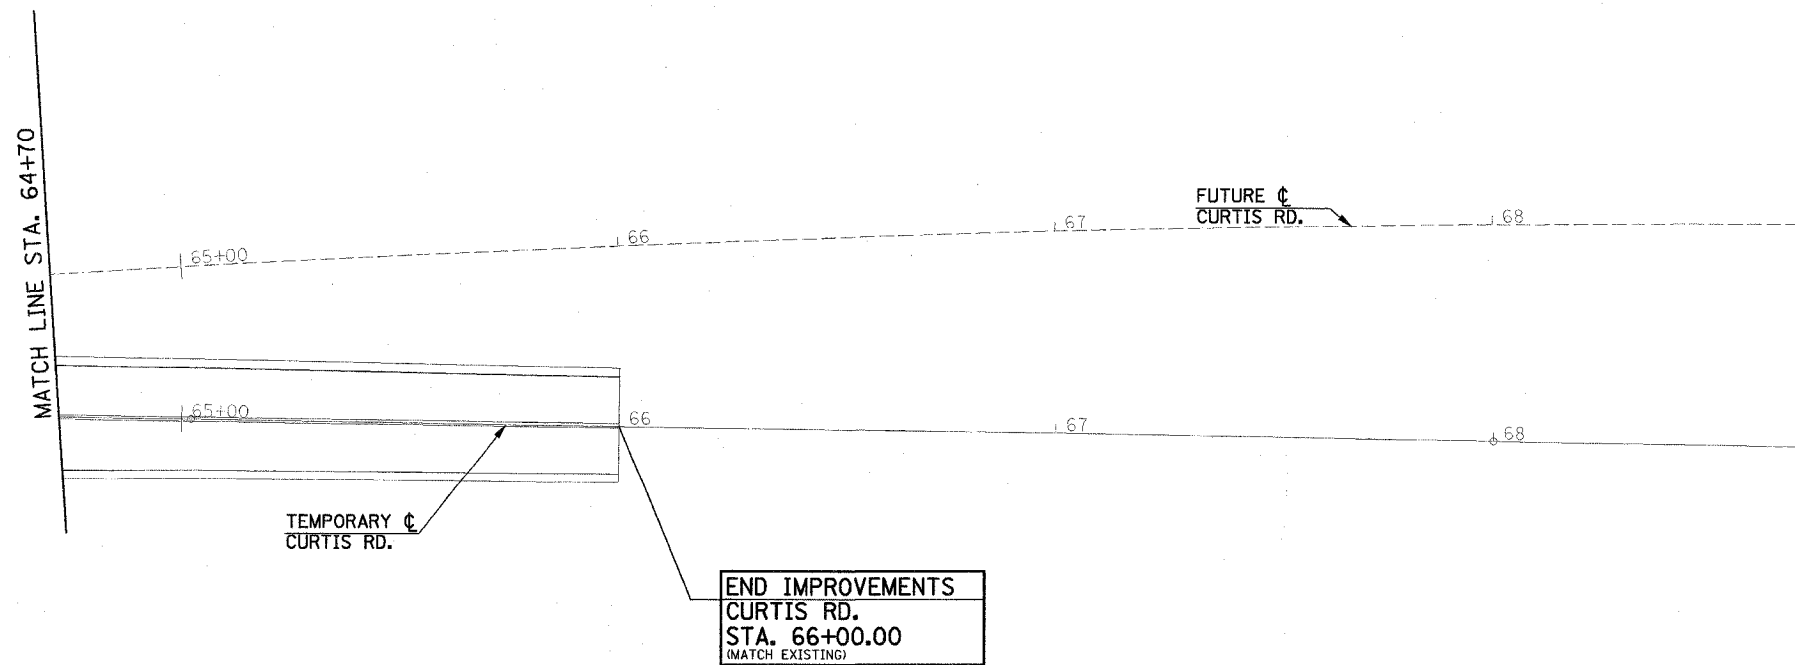 MATCH LINE STA. 64+70
FUTURE ℄
CURTIS RD.
65+00
66
67
68
65+00
66
67
68
TEMPORARY ℄
CURTIS RD.
END IMPROVEMENTS
CURTIS RD.
STA. 66+00.00
(MATCH EXISTING)